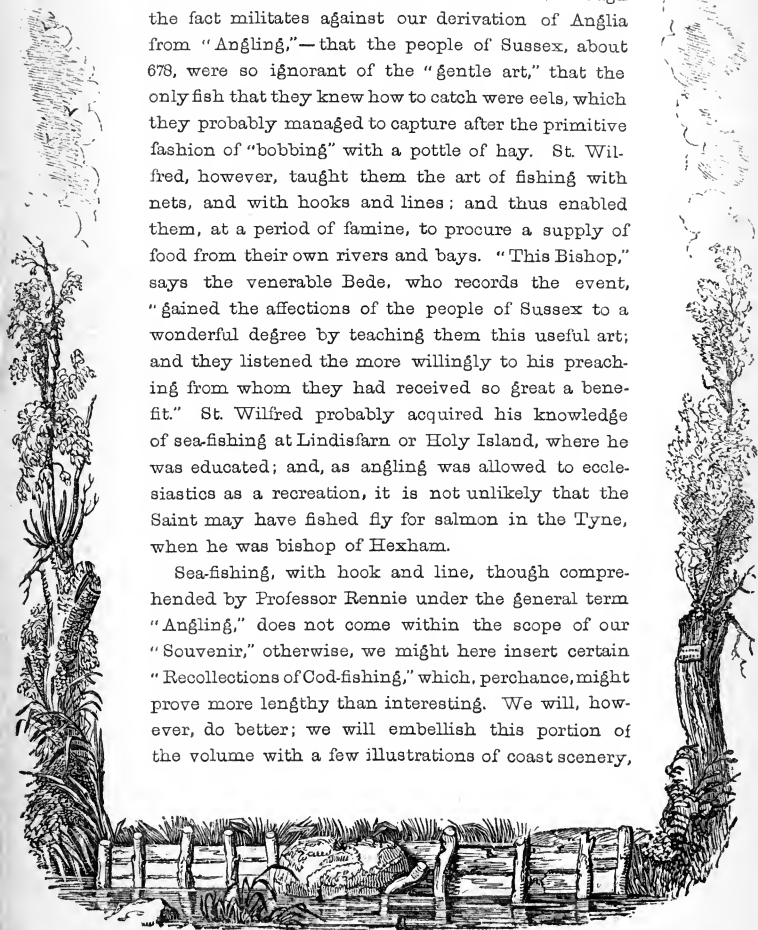 the fact militates against our derivation of Anglia
from "Angling,"—that the people of Sussex, about
678, were so ignorant of the "gentle art," that the
only fish that they knew how to catch were eels, which
they probably managed to capture after the primitive
fashion of "bobbing" with a pottle of hay. St. Wil-
fred, however, taught them the art of fishing with
nets, and with hooks and lines; and thus enabled
them, at a period of famine, to procure a supply of
food from their own rivers and bays. "This Bishop,"
says the venerable Bede, who records the event,
"gained the affections of the people of Sussex to a
wonderful degree by teaching them this useful art;
and they listened the more willingly to his preach-
ing from whom they had received so great a bene-
fit." St. Wilfred probably acquired his knowledge
of sea-fishing at Lindisfarn or Holy Island, where he
was educated; and, as angling was allowed to eccle-
siastics as a recreation, it is not unlikely that the
Saint may have fished fly for salmon in the Tyne,
when he was bishop of Hexham.
Sea-fishing, with hook and line, though compre-
hended by Professor Rennie under the general term
"Angling," does not come within the scope of our
"Souvenir," otherwise, we might here insert certain
"Recollections of Cod-fishing," which, perchance, might
prove more lengthy than interesting. We will, how-
ever, do better; we will embellish this portion of
the volume with a few illustrations of coast scenery,